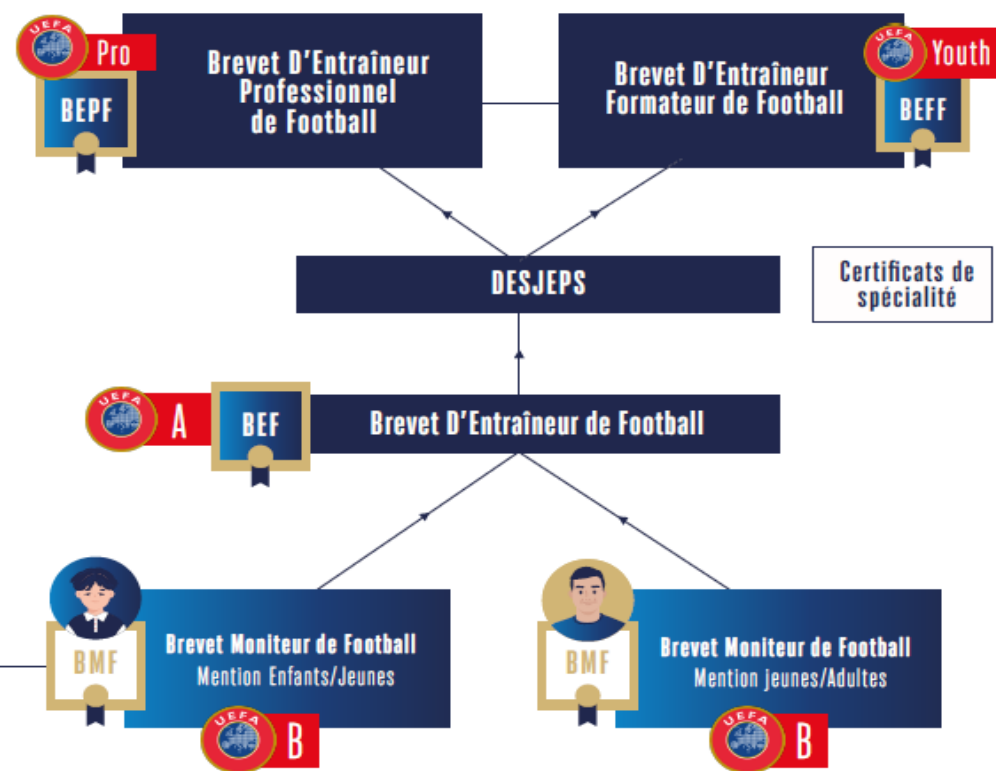 UEFA
Pro
BEPF
Brevet D'Entraîneur
Professionnel
de Football
Brevet D'Entraîneur
Formateur de Football
UEFA
Youth
BEFF
DESJEPS
Certificats de
spécialité
UEFA
A
BEF
Brevet D'Entraîneur de Football
BMF
Brevet Moniteur de Football
Mention Enfants/Jeunes
UEFA
B
BMF
Brevet Moniteur de Football
Mention jeunes/Adultes
UEFA
B